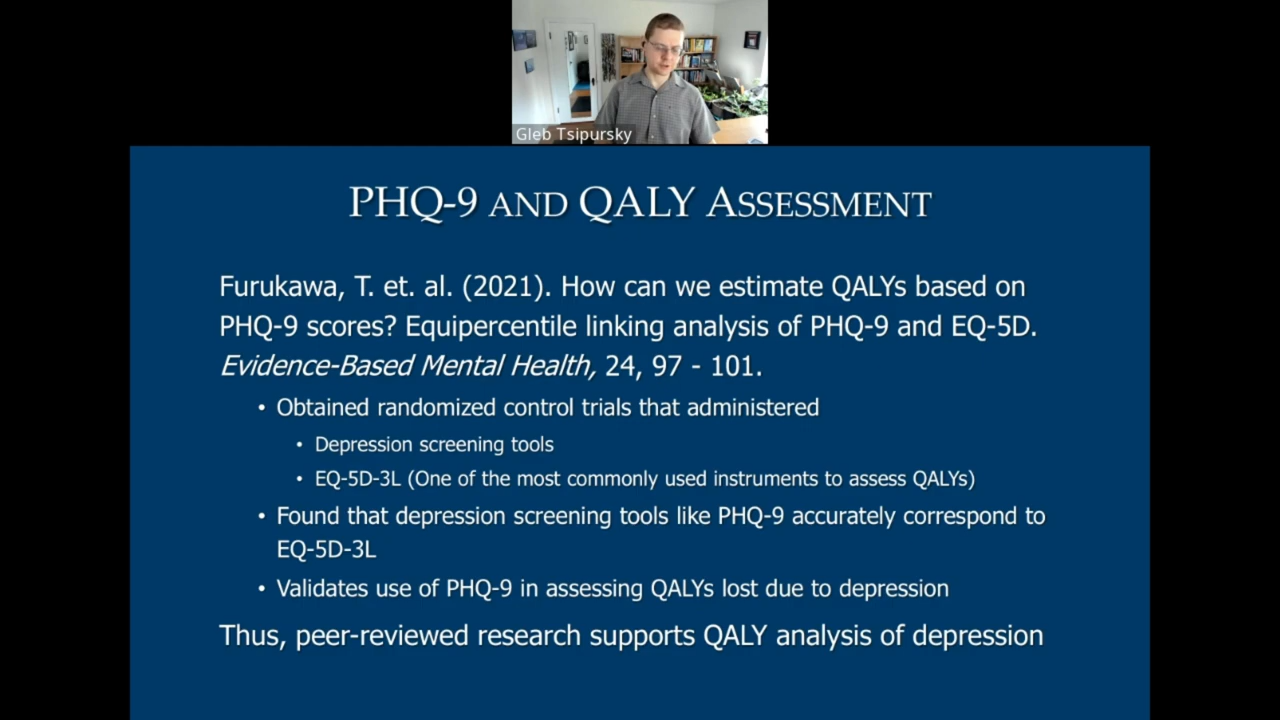 Gleb Tsipursky
PHQ-9 AND QALY ASSESSMENT
Furukawa, T. et. al. (2021). How can we estimate QALYs based on
PHQ-9 scores? Equipercentile linking analysis of PHQ-9 and EQ-5D.
Evidence-Based Mental Health, 24, 97 - 101.
• Obtained randomized control trials that administered
• Depression screening tools
• EQ-5D-3L (One of the most commonly used instruments to assess QALYs)
• Found that depression screening tools like PHQ-9 accurately correspond to
EQ-5D-3L
• Validates use of PHQ-9 in assessing QALYs lost due to depression
Thus, peer-reviewed research supports QALY analysis of depression